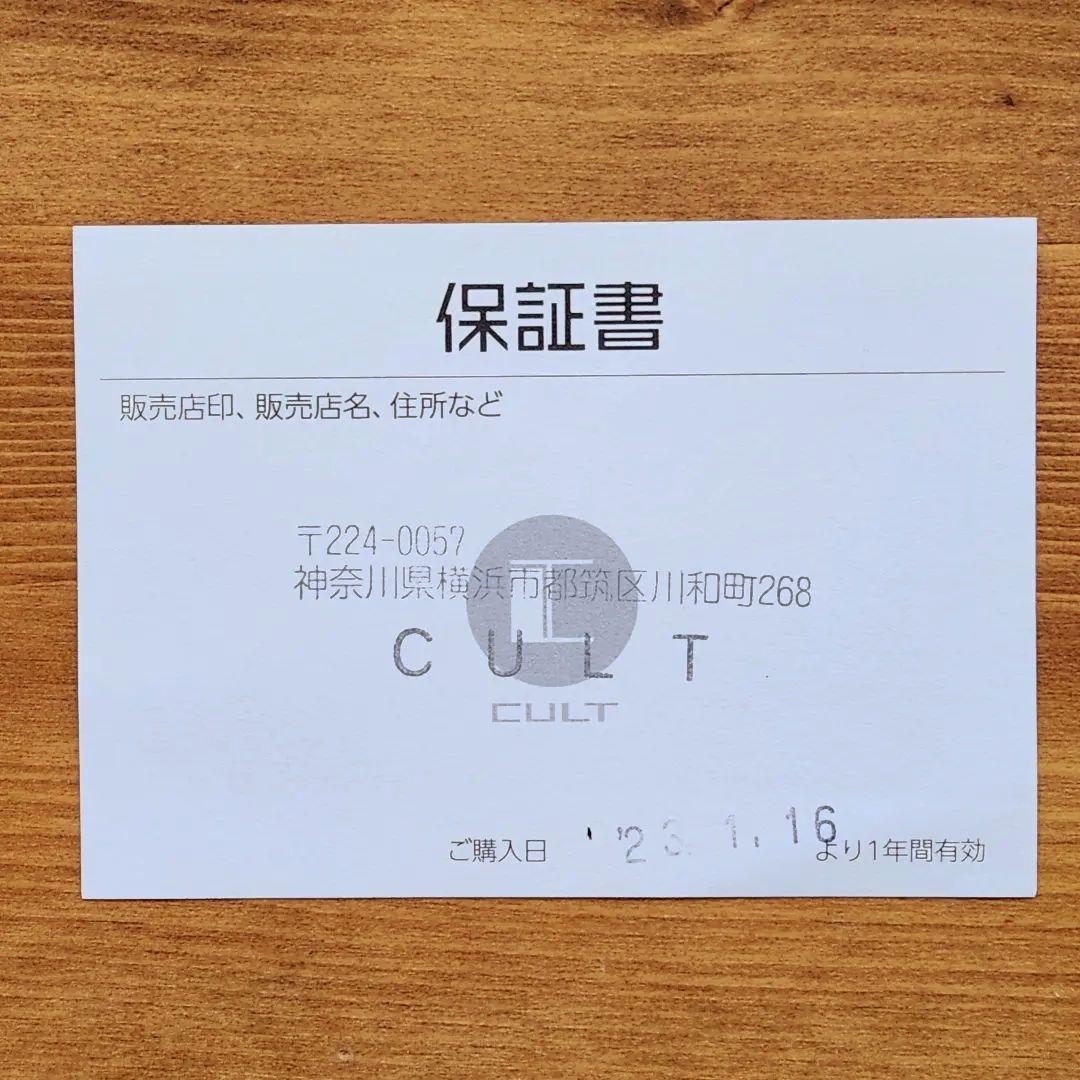 保証書
販売店印、販売店名、住所など
〒224-0057
神奈川県横浜市都筑区川和町268
CULT
CULT
ご購入日 '23.1.16より1年間有効